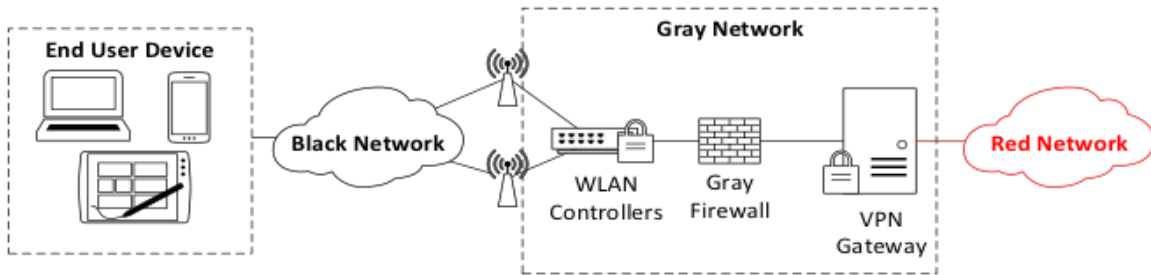 End User Device
Black Network
Gray Network
WLAN
Controllers
Gray
Firewall
VPN
Gateway
Red Network